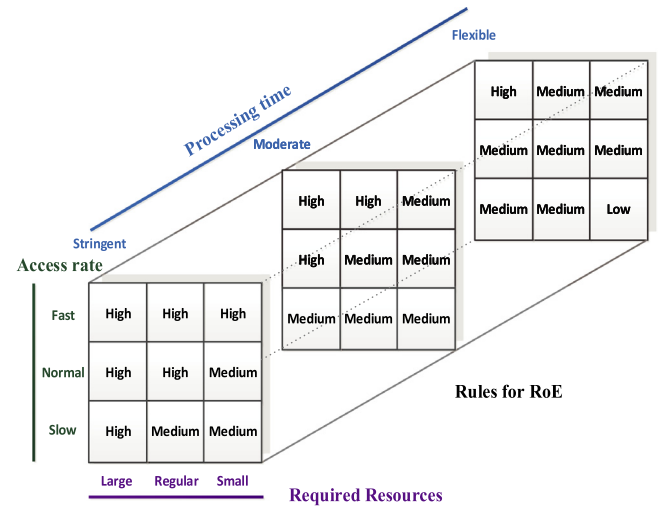 Flexible
Processing time
Moderate
Stringent
High Medium Medium
Medium Medium Medium
Medium Medium Low
High High Medium
High Medium Medium
Medium Medium Medium
Access rate
Fast High High High
Normal High High Medium
Slow High Medium Medium
Large Regular Small
Required Resources
Rules for RoE